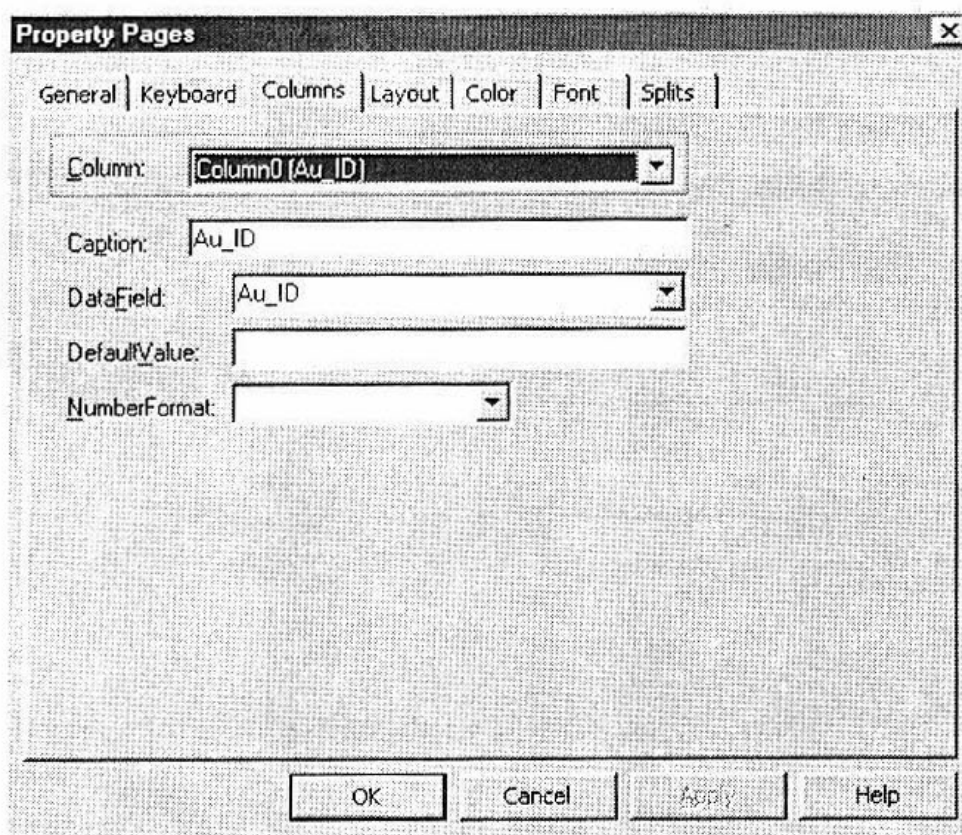 Property Pages
General Keyboard Columns Layout Color Font Splits
Column: Column0 (Au_ID)
Caption: Au_ID
DataField: Au_ID
DefaultValue:
NumberFormat:
OK Cancel Apply Help